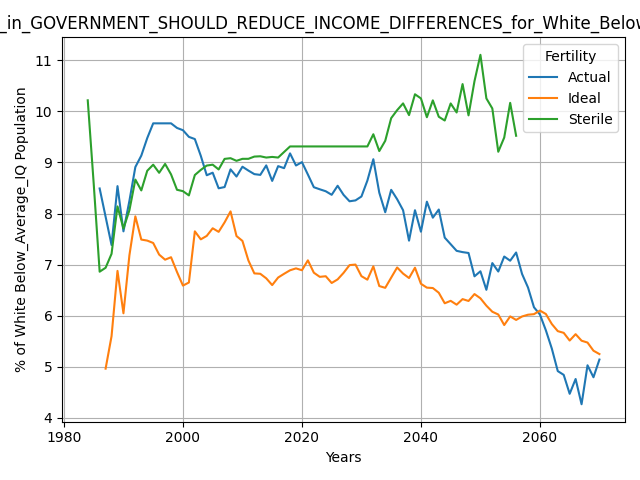 _in_GOVERNMENT_SHOULD_REDUCE_INCOME_DIFFERENCES_for_White_Below
Fertility
Actual
Ideal
Sterile
% of White Below_Average_IQ Population
11
10
9
8
7
6
5
4
1980 2000 2020 2040 2060
Years